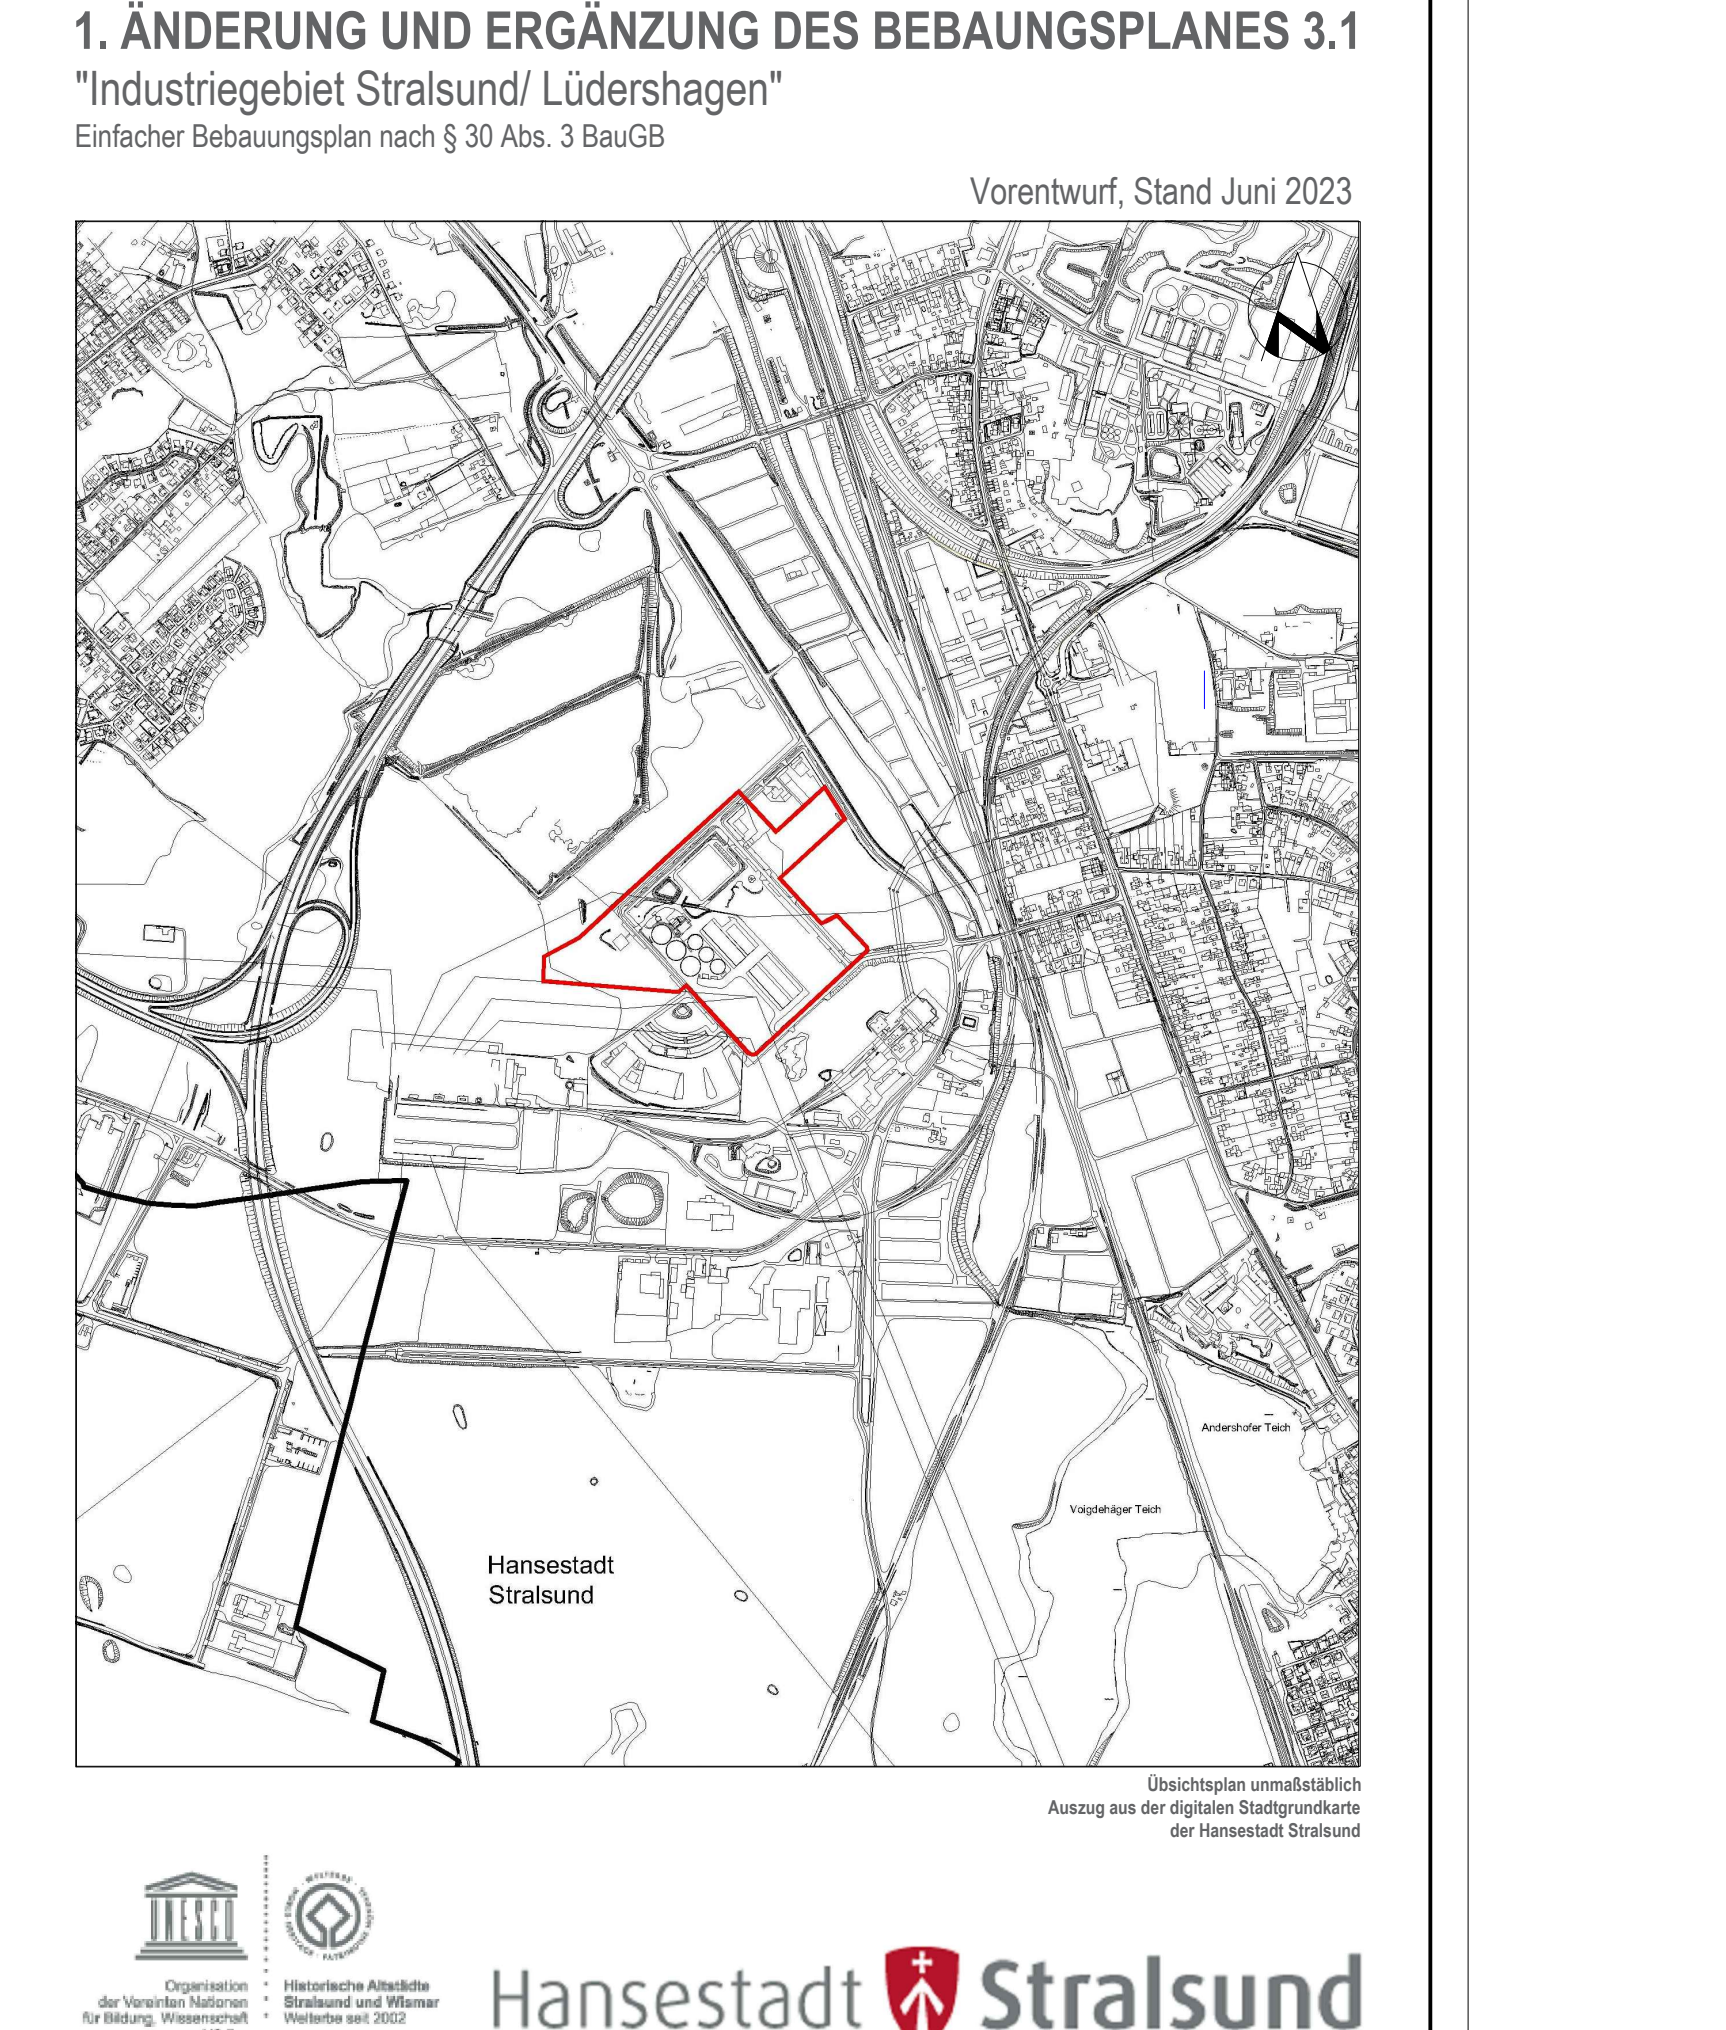 1. ÄNDERUNG UND ERGÄNZUNG DES BEBAUNGSPLANES 3.1
"Industriegebiet Stralsund/ Lüdershagen"
Einfacher Bebauungsplan nach § 30 Abs. 3 BauGB
Vorentwurf, Stand Juni 2023
N
Andershofer Teich
Voigdehäger Teich
Hansestadt
Stralsund
Übsichtsplan unmaßstäblich
Auszug aus der digitalen Stadtgrundkarte
der Hansestadt Stralsund
UNESCO
Organisation
der Vereinten Nationen
für Bildung, Wissenschaft
Historische Altstädte
Stralsund und Wismar
Welterbe seit 2002
Hansestadt Stralsund